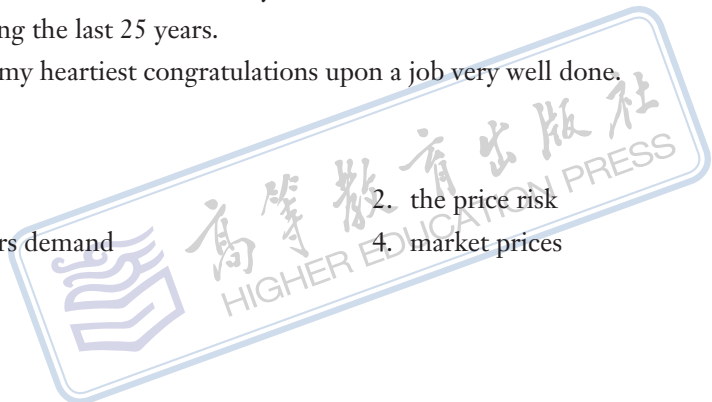 ng the last 25 years.
my heartiest congratulations upon a job very well done.
2. the price risk
rs demand
4. market prices
高等教育出版社
HIGHER EDUCATION PRESS